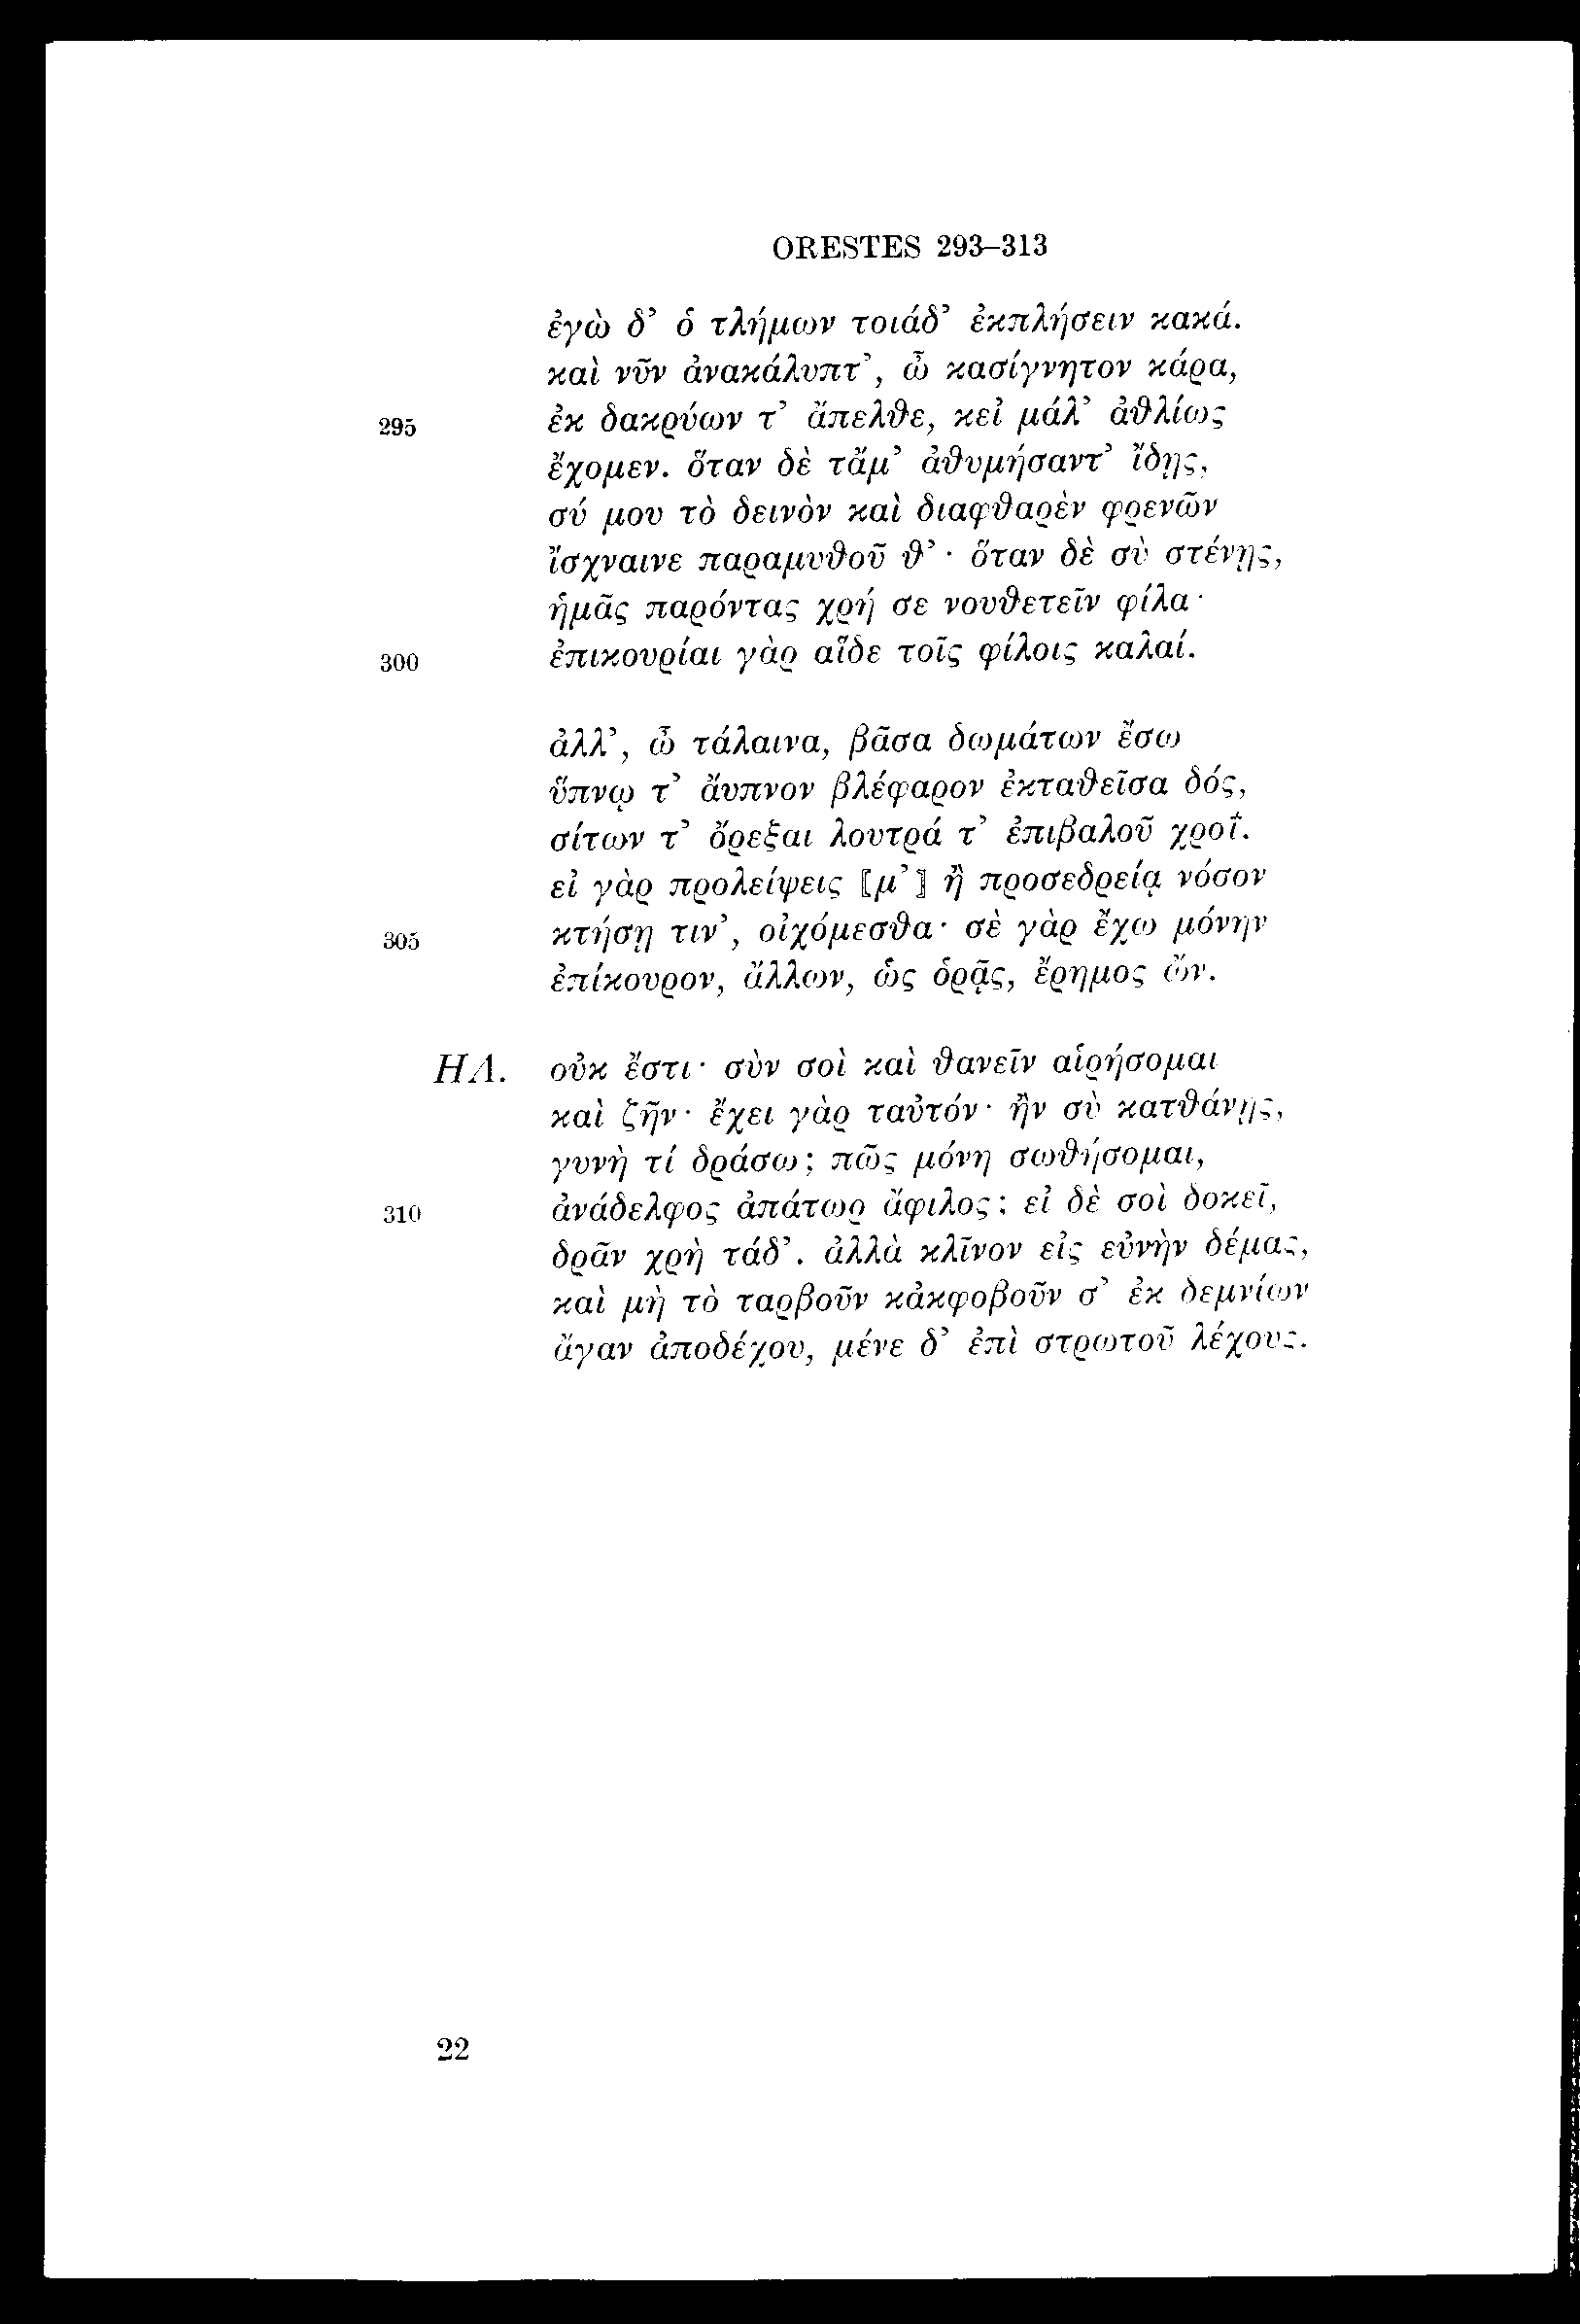 ORESTES 293–313
ἐγὼ δ’ ὁ τλήμων τοιάδ’ ἐκπλήσειν κακά.
καὶ νῦν ἀνακάλυπτ’, ὦ κασίγνητον κάρα,
295 ἐκ δακρύων τ’ ἄπελθε, κεἰ μάλ’ ἀθλίως
ἔχομεν. ὅταν δὲ τἄμ’ ἀθυμήσαντ’ ἴδῃς,
σύ μου τὸ δεινὸν καὶ διαφθαρὲν φρενῶν
ἴσχναινε παραμυθοῦ θ’· ὅταν δὲ σὺ στένῃς,
ἡμᾶς παρόντας χρή σε νουθετεῖν φίλα·
300 ἐπικουρίαι γὰρ αἵδε τοῖς φίλοις καλαί.
ἀλλ’, ὦ τάλαινα, βᾶσα δωμάτων ἔσω
ὕπνῳ τ’ ἄυπνον βλέφαρον ἐκταθεῖσα δός,
σίτων τ’ ὄρεξαι λουτρά τ’ ἐπιβαλοῦ χροΐ.
εἰ γὰρ προλείψεις ⟦μ’⟧ ἢ προσεδρείᾳ νόσον
305 κτήσῃ τιν’, οἰχόμεσθα· σὲ γὰρ ἔχω μόνην
ἐπίκουρον, ἄλλων, ὡς ὁρᾷς, ἔρημος ὤν.
ΗΛ. οὐκ ἔστι· σὺν σοὶ καὶ θανεῖν αἱρήσομαι
καὶ ζῆν· ἔχει γὰρ ταὐτόν· ἢν σὺ κατθάνῃς,
γυνὴ τί δράσω; πῶς μόνη σωθήσομαι,
310 ἀνάδελφος ἀπάτωρ ἄφιλος; εἰ δὲ σοὶ δοκεῖ,
δρᾶν χρὴ τάδ’. ἀλλὰ κλῖνον εἰς εὐνὴν δέμας,
καὶ μὴ τὸ ταρβοῦν κἀκφοβοῦν σ’ ἐκ δεμνίων
ἄγαν ἀποδέχου, μένε δ’ ἐπὶ στρωτοῦ λέχους.
22